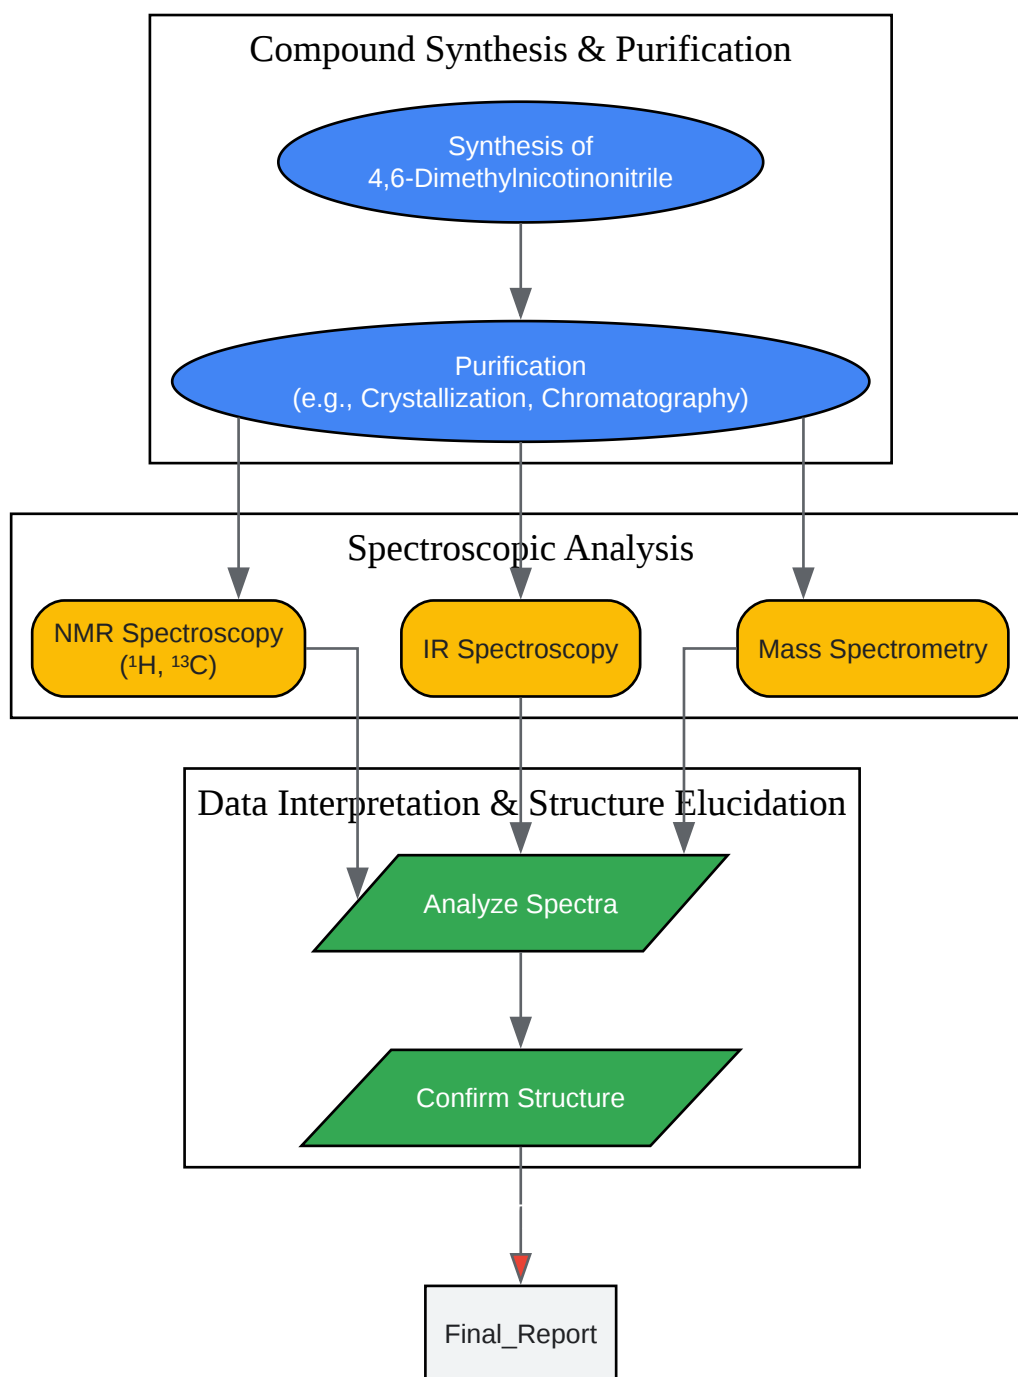 Compound Synthesis & Purification
Synthesis of
4,6-Dimethylnicotinonitrile
Purification
(e.g., Crystallization, Chromatography)
Spectroscopic Analysis
NMR Spectroscopy
(¹H, ¹³C)
IR Spectroscopy
Mass Spectrometry
Data Interpretation & Structure Elucidation
Analyze Spectra
Confirm Structure
Final_Report